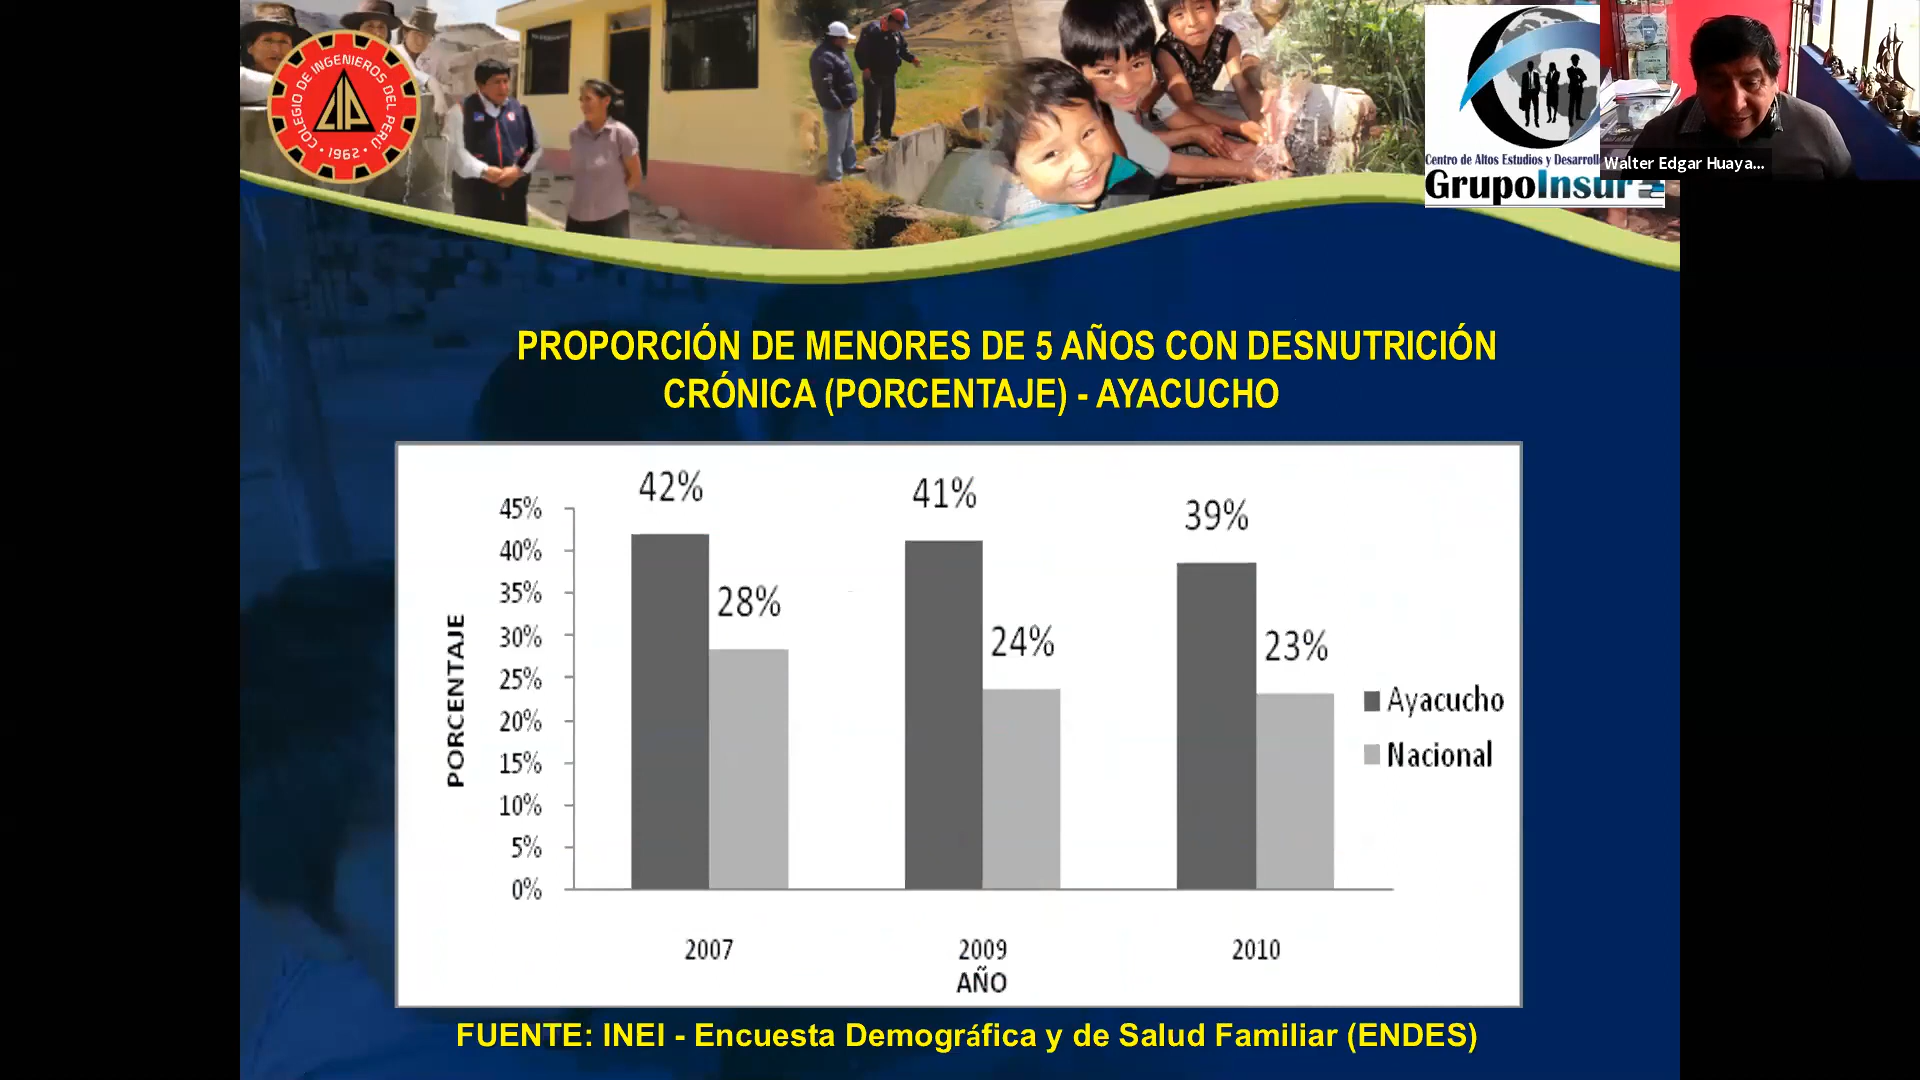 COLEGIO DE INGENIEROS DEL PERÚ
CIP
• 1962 •
Centro de Altos Estudios y
GrupoInsur
Walter Edgar Huaya...
PROPORCIÓN DE MENORES DE 5 AÑOS CON DESNUTRICIÓN
CRÓNICA (PORCENTAJE) - AYACUCHO
PORCENTAJE
45%
40%
35%
30%
25%
20%
15%
10%
5%
0%
42%
28%
41%
24%
39%
23%
Ayacucho
Nacional
2007
2009
2010
AÑO
FUENTE: INEI - Encuesta Demográfica y de Salud Familiar (ENDES)